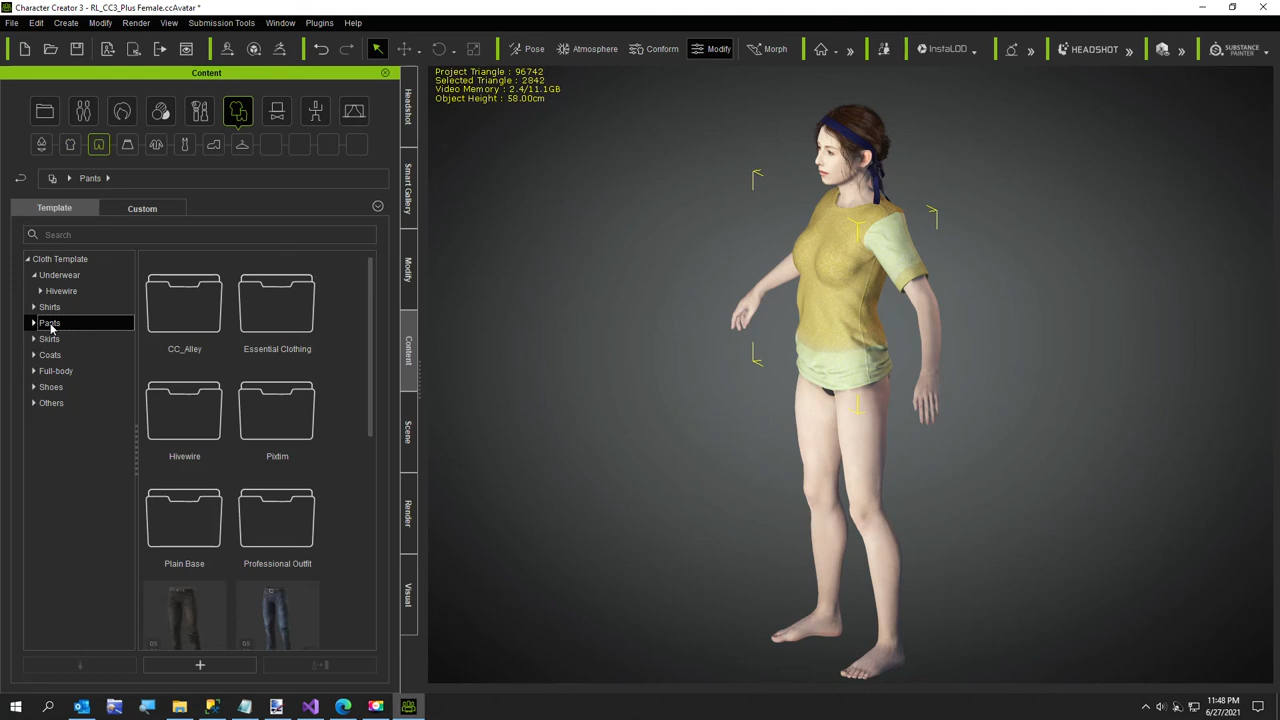 Character Creator 3 - RL_CC3_Plus Female.ccAvatar *
File Edit Create Modify Render View Submission Tools Window Plugins Help
Pose Atmosphere Conform Modify Morph InstaLOD HEADSHOT SUBSTANCE PAINTER
Content
Project Triangle : 96742
Selected Triangle : 2842
Video Memory : 2.4/11.1GB
Object Height : 58.00cm
Pants
Template Custom
Search
Cloth Template
Underwear
Hivewire
Shirts
Pants
Skirts
Coats
Full-body
Shoes
Others
CC_Alley Essential Clothing
Hivewire Pixtim
Plain Base Professional Outfit
Headshot
Smart Gallery
Modify
Content
Scene
Render
Visual
11:48 PM
6/27/2021